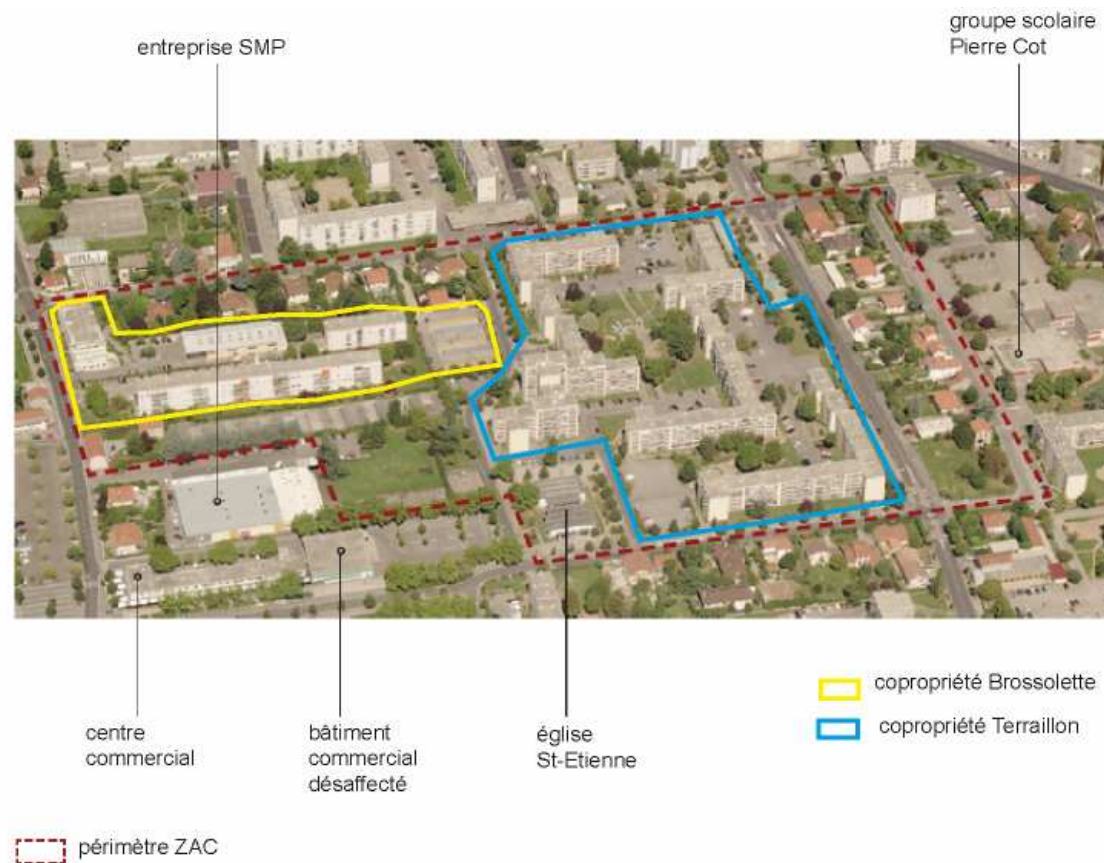 groupe scolaire
Pierre Cot
entreprise SMP
copropriété Brossolette
copropriété Terraillon
centre
commercial
bâtiment
commercial
désaffecté
église
St-Etienne
périmètre ZAC